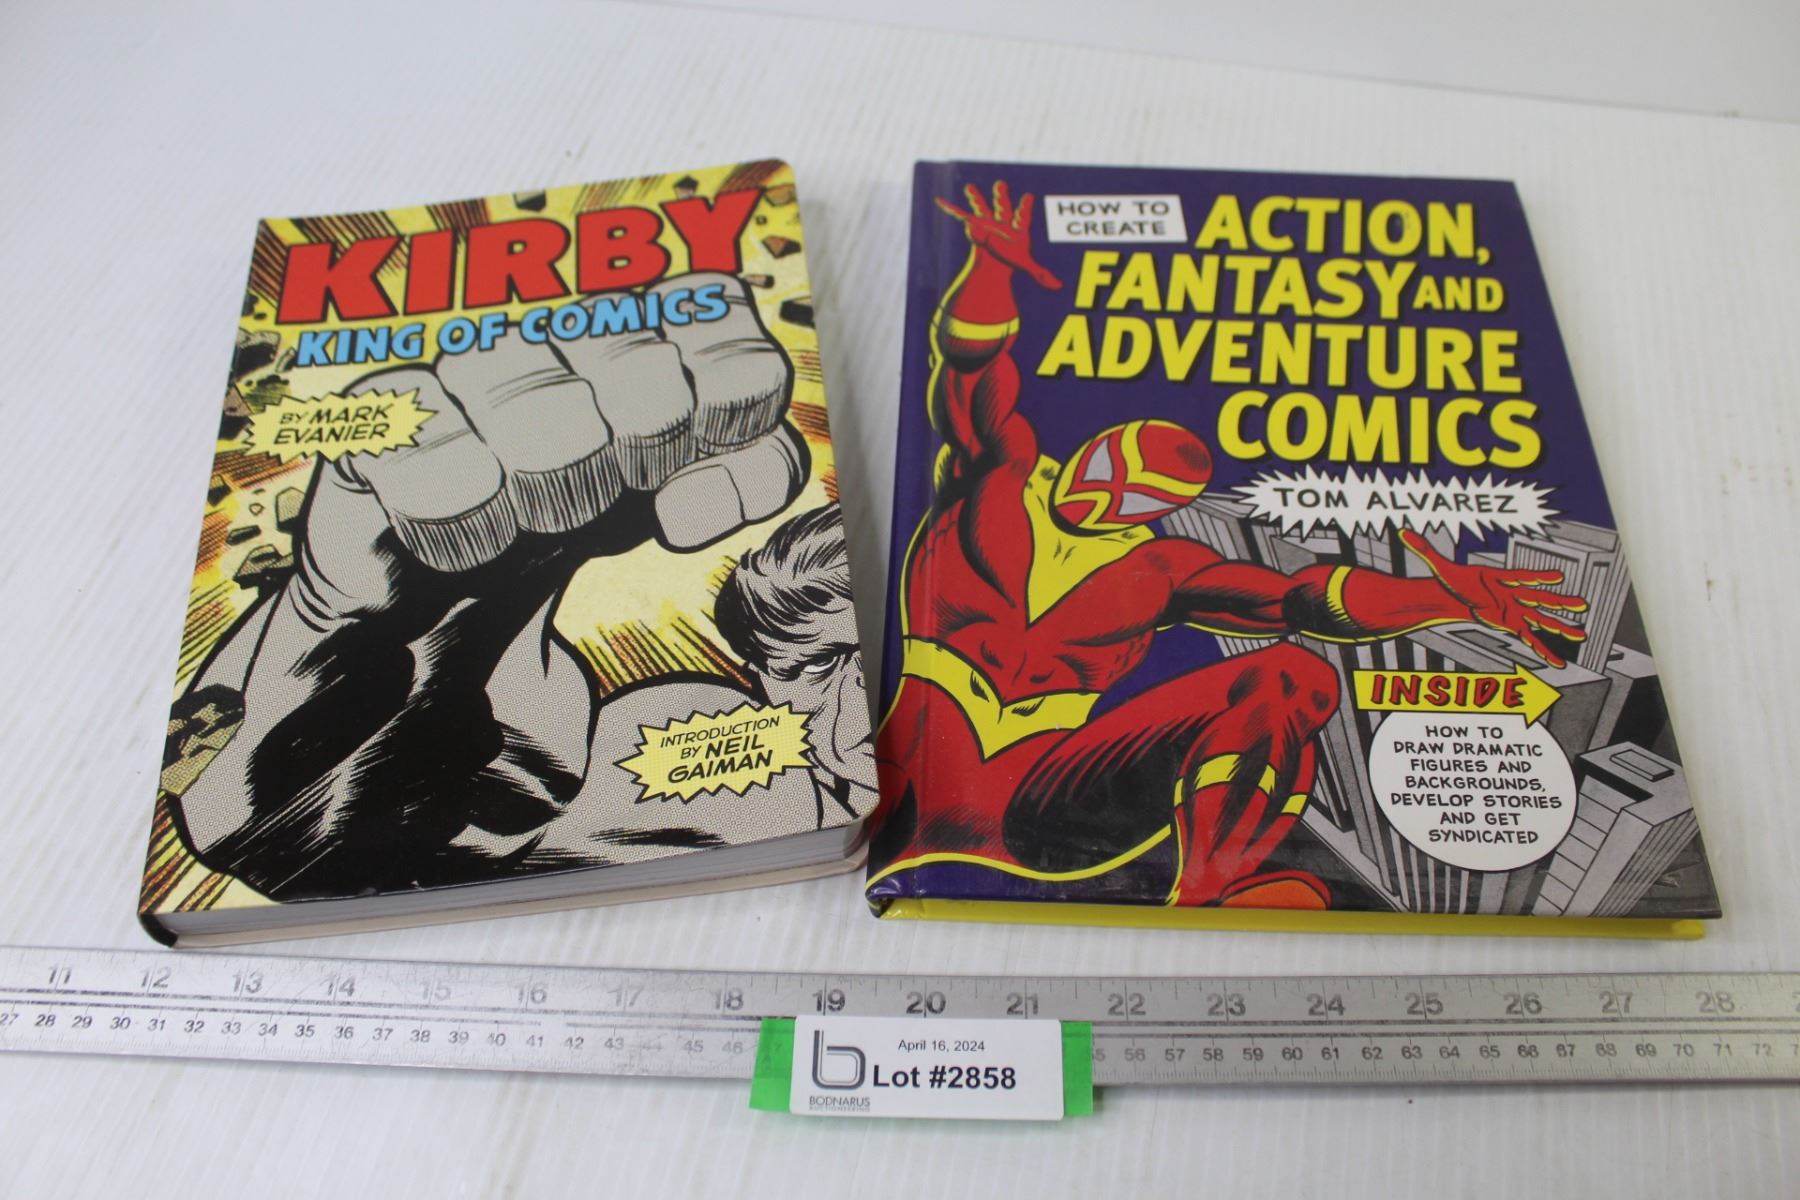 KIRBY
KING OF COMICS
BY MARK
EVANIER
INTRODUCTION
BY NEIL
GAIMAN
HOW TO
CREATE
ACTION,
FANTASY AND
ADVENTURE
COMICS
TOM ALVAREZ
INSIDE
HOW TO
DRAW DRAMATIC
FIGURES AND
BACKGROUNDS,
DEVELOP STORIES
AND GET
SYNDICATED
11 12 13 14 15 16 17 18 19 20 21 22 23 24 25 26 27 28
27 28 29 30 31 32 33 34 35 36 37 38 39 40 41 42 43 44 45 46 55 56 57 58 59 60 61 62 63 64 65 66 67 68 69 70 71 72
April 16, 2024
Lot #2858
BODNARUS
AUCTIONEERING